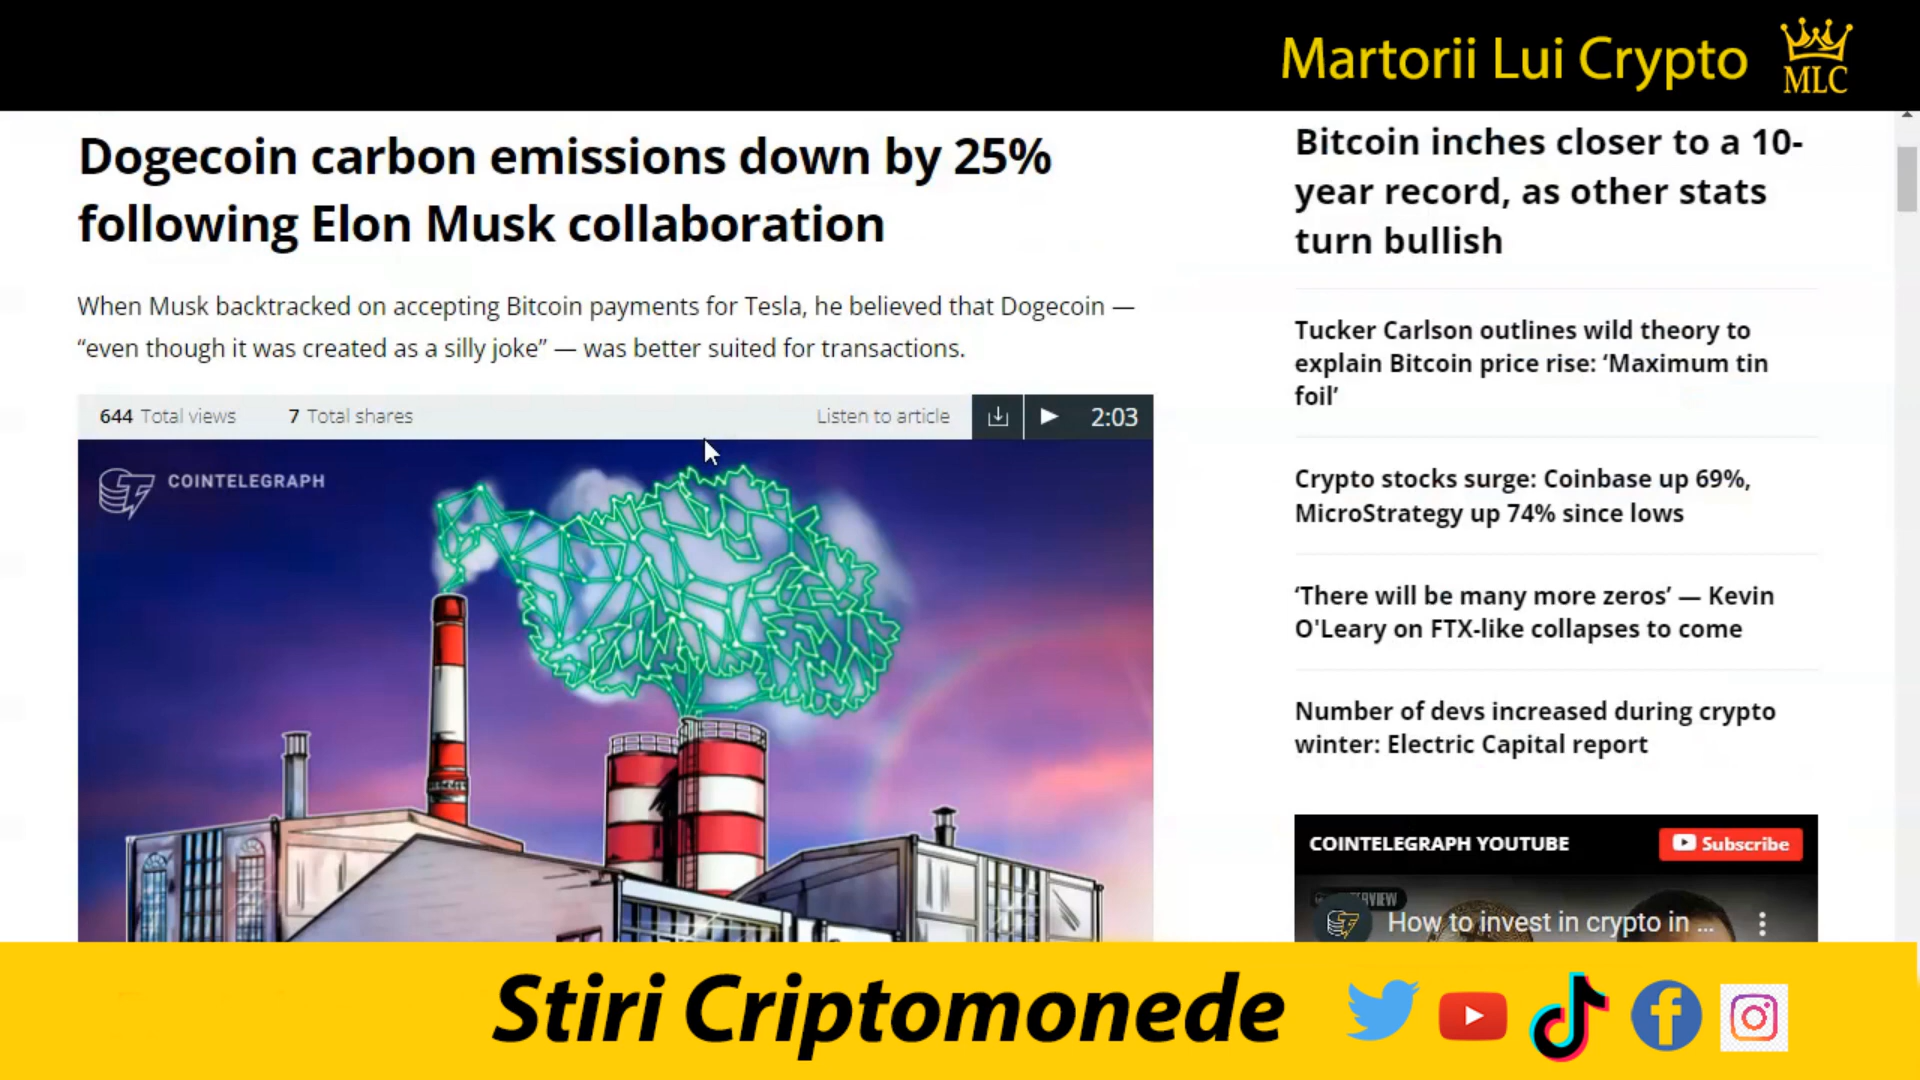 Martorii Lui Crypto
MLC
Dogecoin carbon emissions down by 25%
following Elon Musk collaboration
When Musk backtracked on accepting Bitcoin payments for Tesla, he believed that Dogecoin —
“even though it was created as a silly joke” — was better suited for transactions.
644 Total views 7 Total shares Listen to article 2:03
COINTELEGRAPH
Bitcoin inches closer to a 10-
year record, as other stats
turn bullish
Tucker Carlson outlines wild theory to
explain Bitcoin price rise: ‘Maximum tin
foil’
Crypto stocks surge: Coinbase up 69%,
MicroStrategy up 74% since lows
‘There will be many more zeros’ — Kevin
O'Leary on FTX-like collapses to come
Number of devs increased during crypto
winter: Electric Capital report
COINTELEGRAPH YOUTUBE Subscribe
How to invest in crypto in ...
Stiri Criptomonede